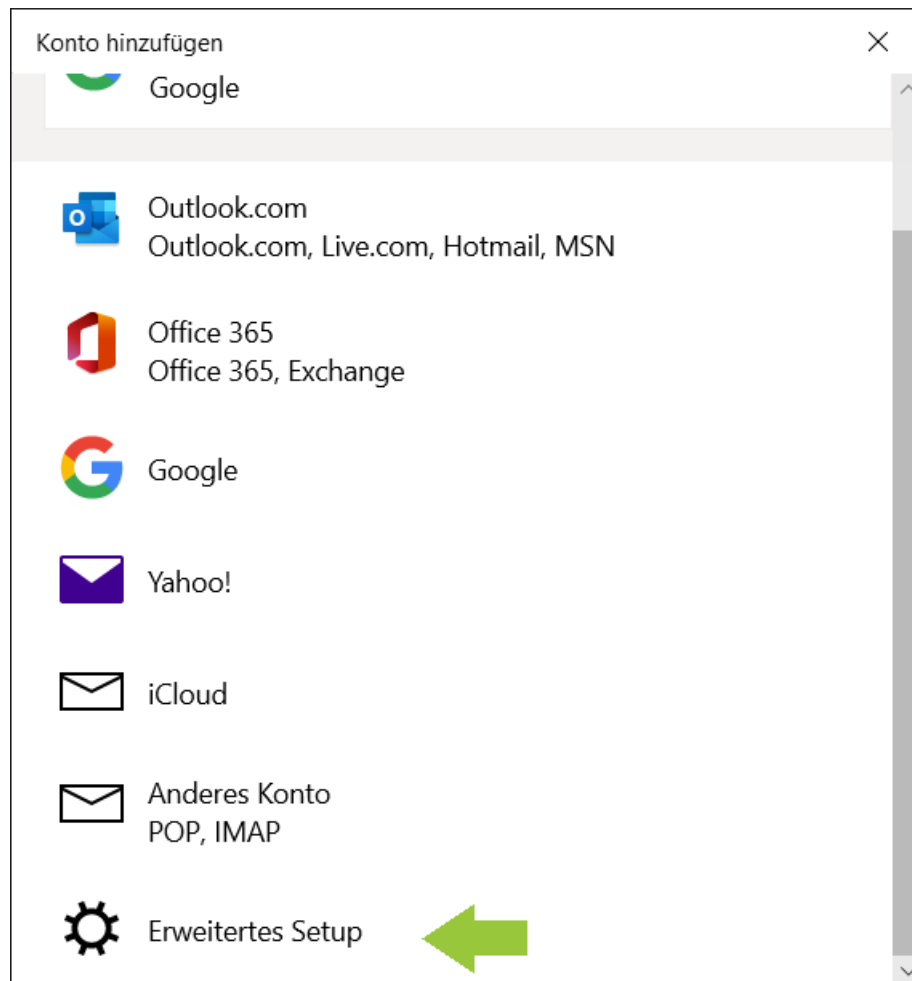 Konto hinzufügen
Google
Outlook.com
Outlook.com, Live.com, Hotmail, MSN
Office 365
Office 365, Exchange
Google
Yahoo!
iCloud
Anderes Konto
POP, IMAP
Erweitertes Setup